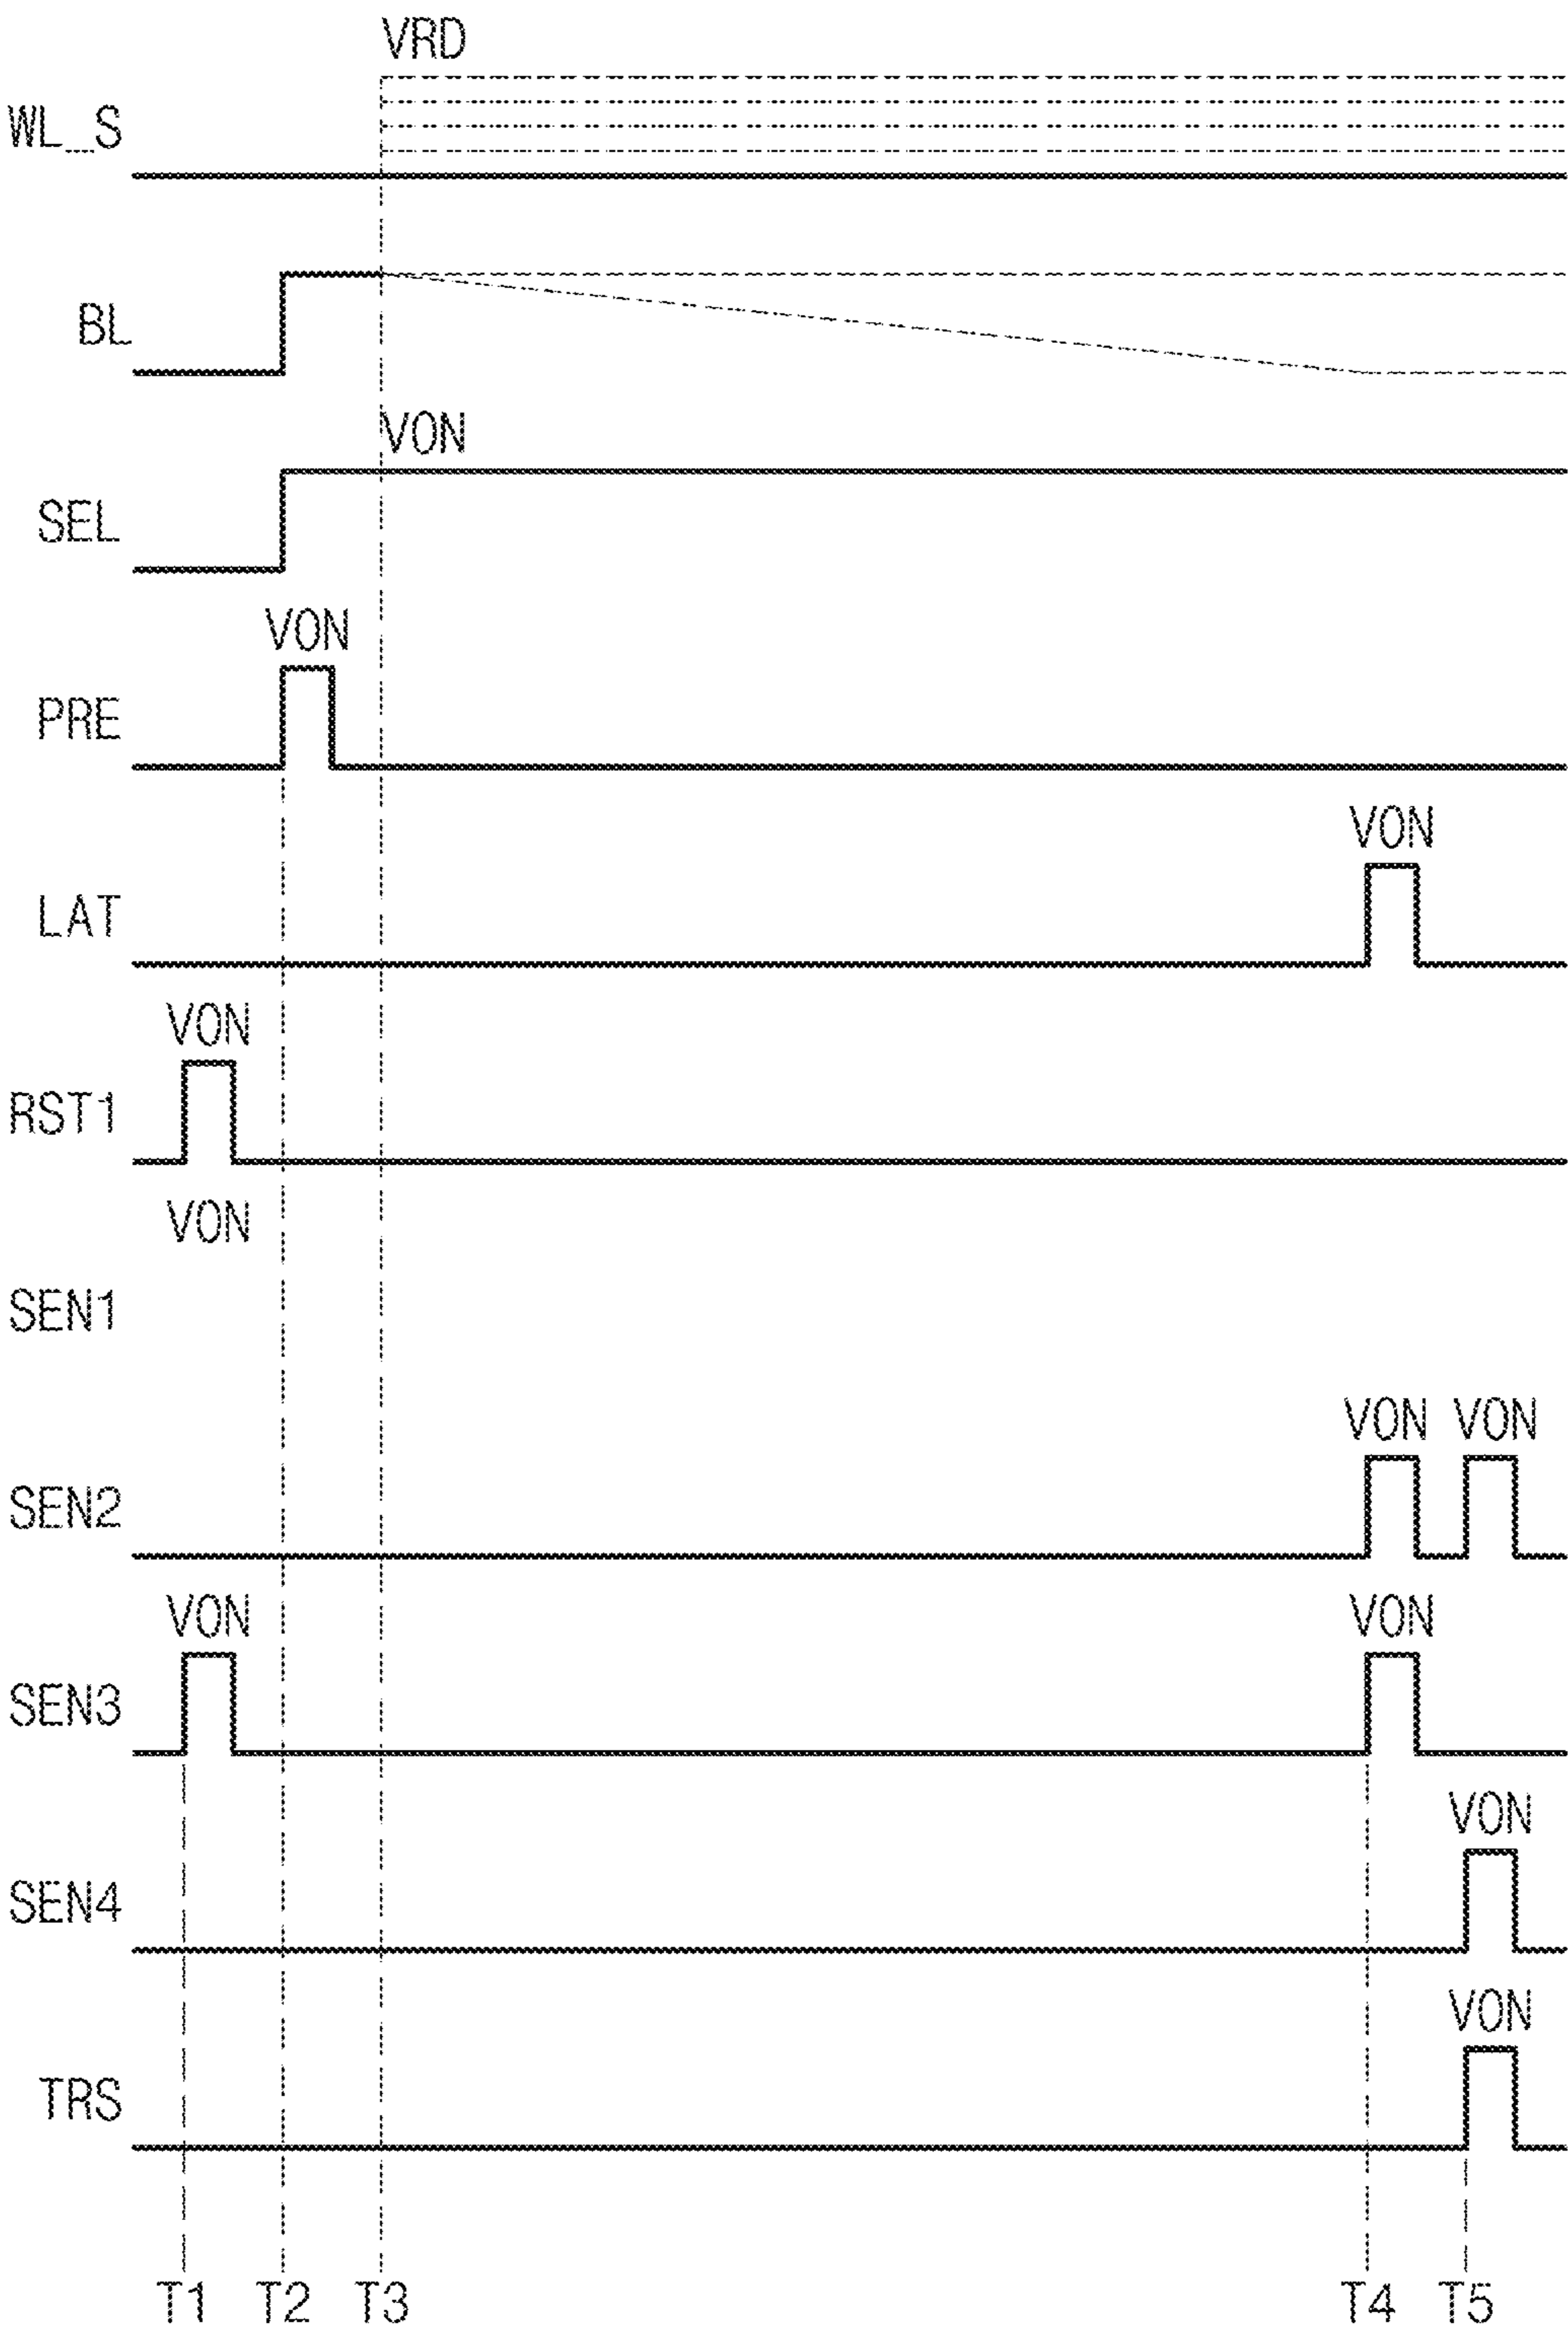 VRD
WL_S
BL
VON
SEL
VON
PRE
VON
LAT
VON
RST1
VON
SEN1
VON VON
SEN2
VON VON
SEN3
VON
SEN4
VON
TRS
T1 T2 T3 T4 T5